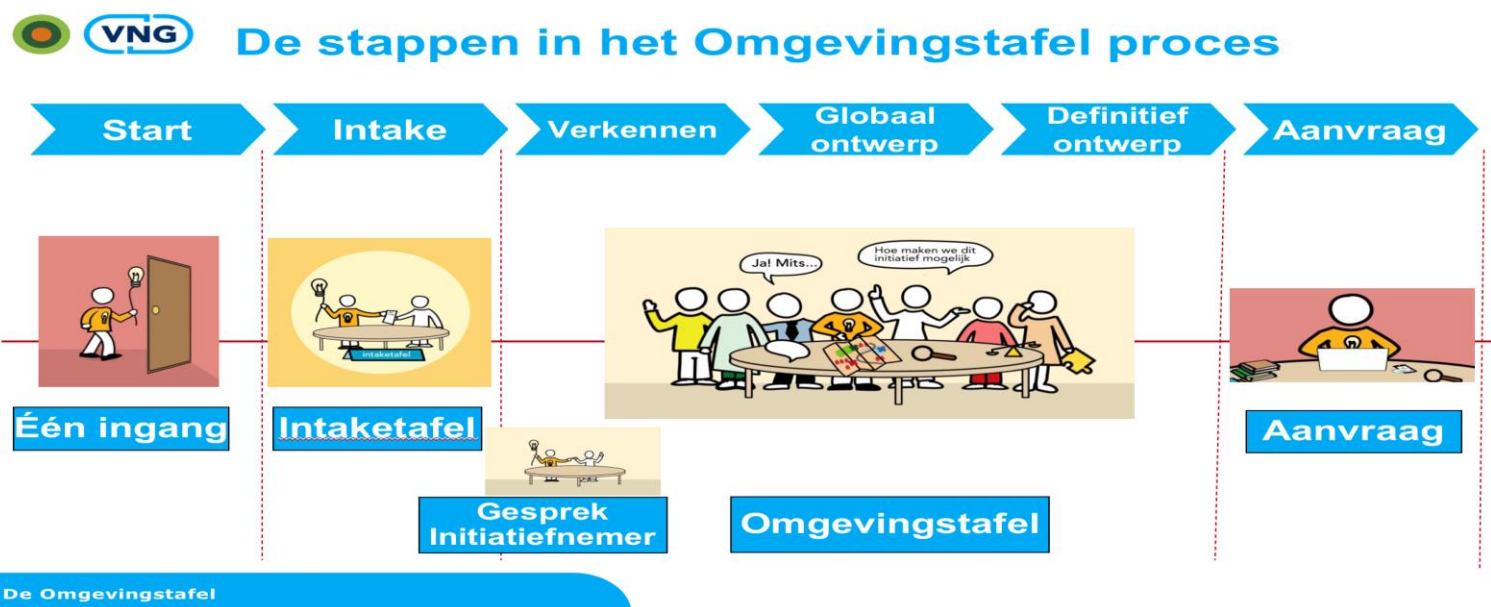 VNG
De stappen in het Omgevingstafel proces
Start
Intake
Verkennen
Globaal
ontwerp
Definitief
ontwerp
Aanvraag
Ja! Mits...
Hoe maken we dit
initiatief mogelijk
intaketafel
Één ingang
Intaketafel
Aanvraag
Gesprek
Initiatiefnemer
Omgevingstafel
De Omgevingstafel